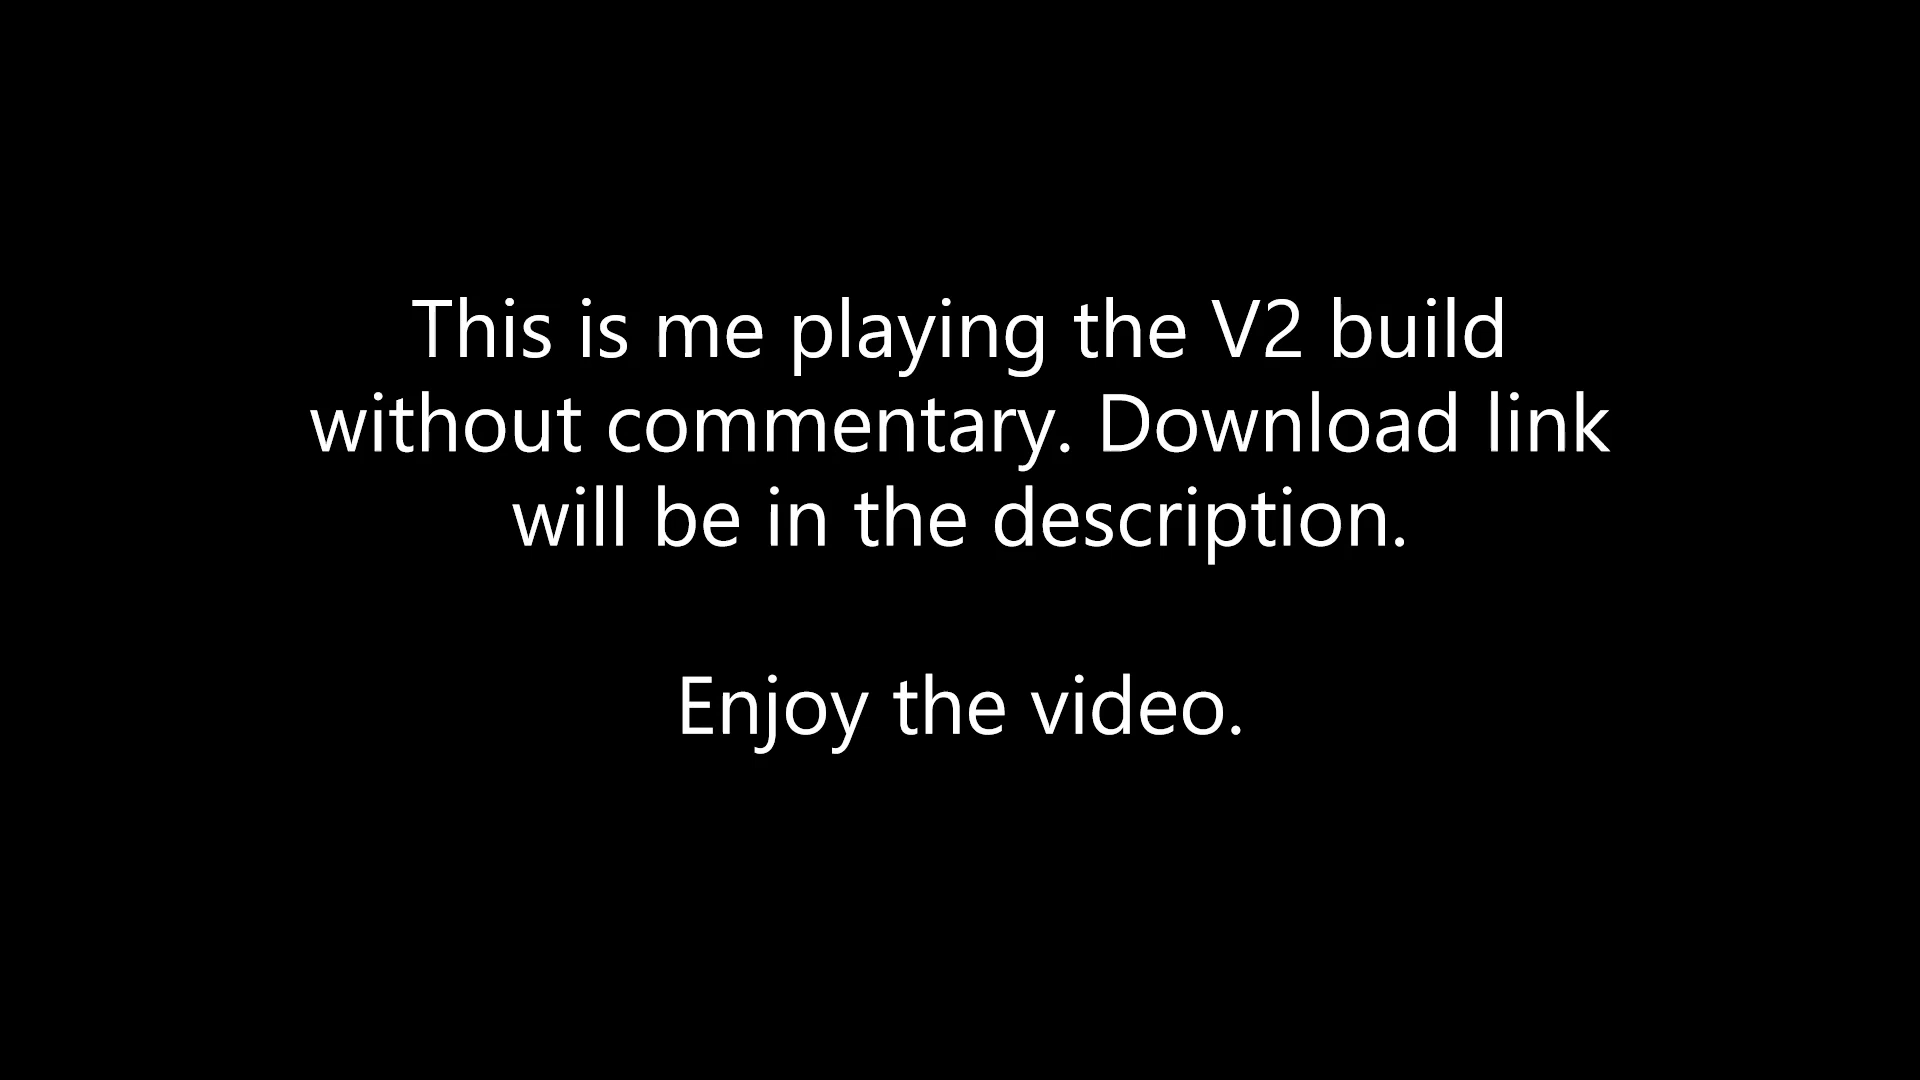 This is me playing the V2 build
without commentary. Download link
will be in the description.
Enjoy the video.